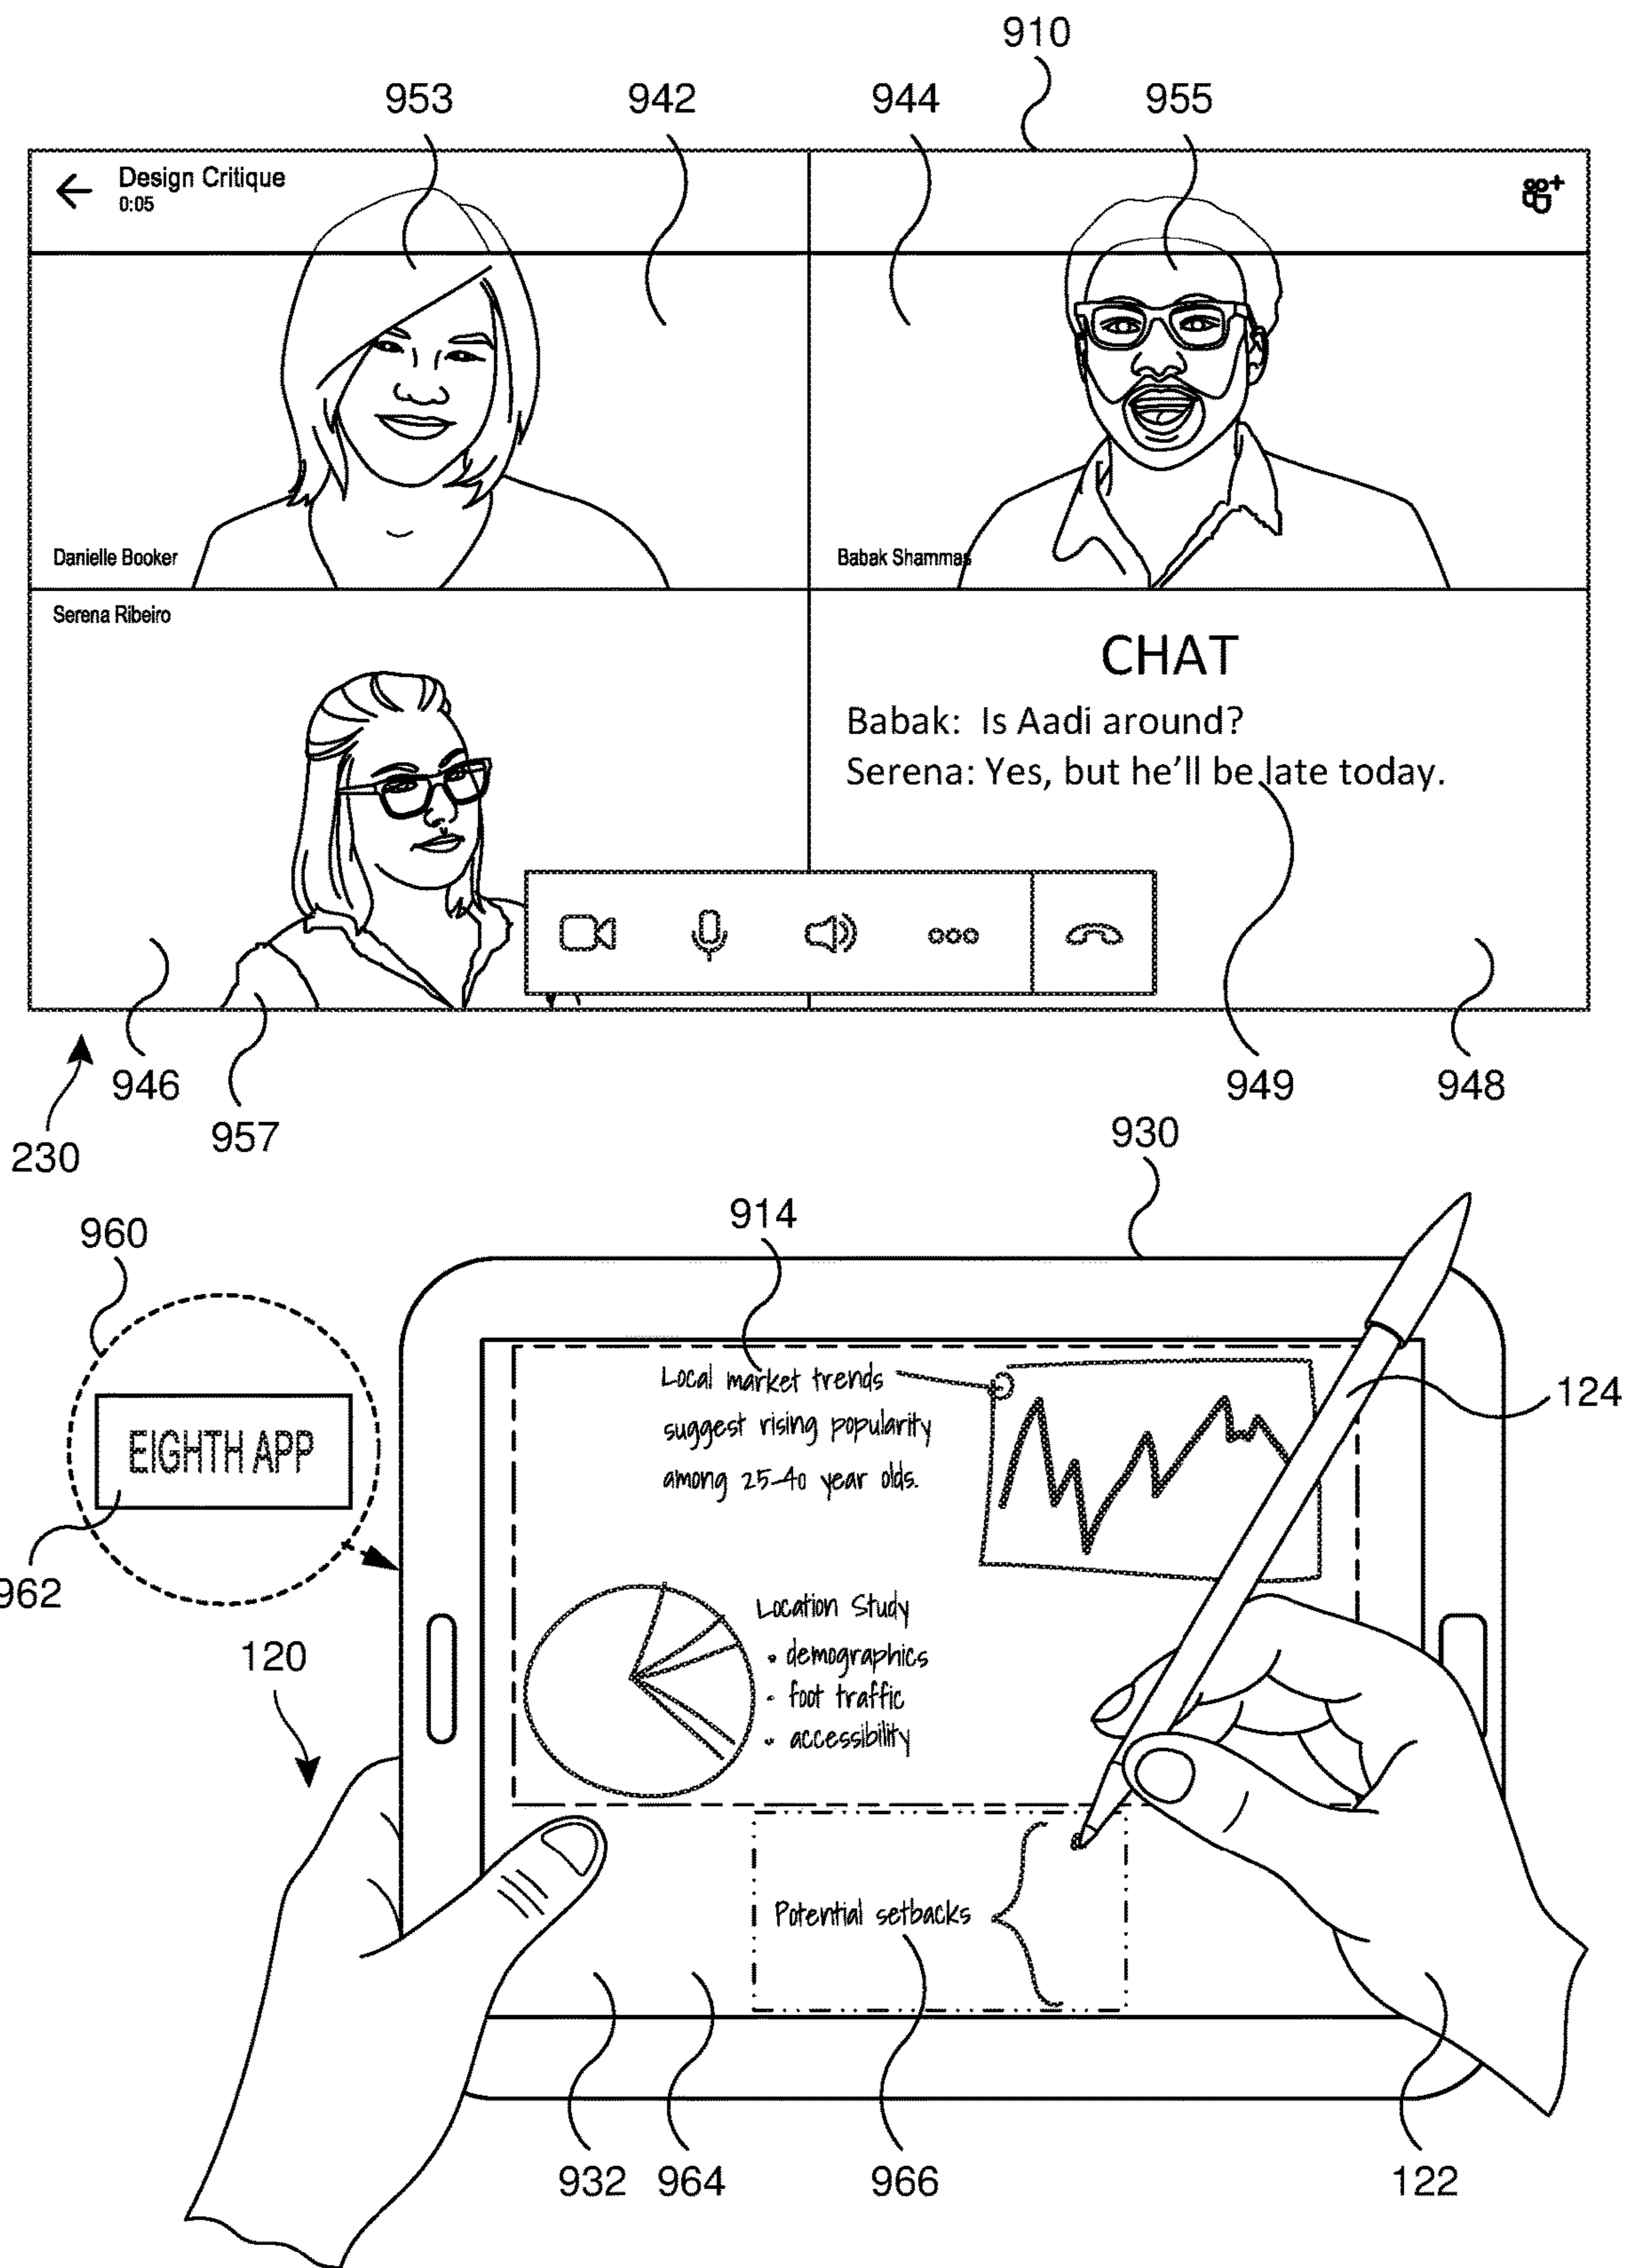 910
953 942 944 955
Design Critique
0:05
Danielle Booker
Babak Shammas
Serena Ribeiro
CHAT
Babak: Is Aadi around?
Serena: Yes, but he'll be late today.
946 949 948
957
230
930
914
960
124
Local market trends
suggest rising popularity
among 25-40 year olds.
EIGHTH APP
962
Location Study
• demographics
• foot traffic
• accessibility
120
Potential setbacks
932 964 966 122